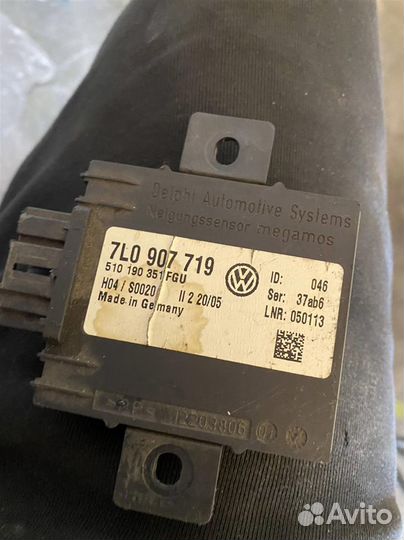 Delphi Automotive Systems
Neigungssensor megamos
7L0 907 719
510 190 351 FGU
H04 / S0020 II 2 20/05
Made in Germany
ID: 046
Ser: 37ab6
LNR: 050113
12203806
Avito